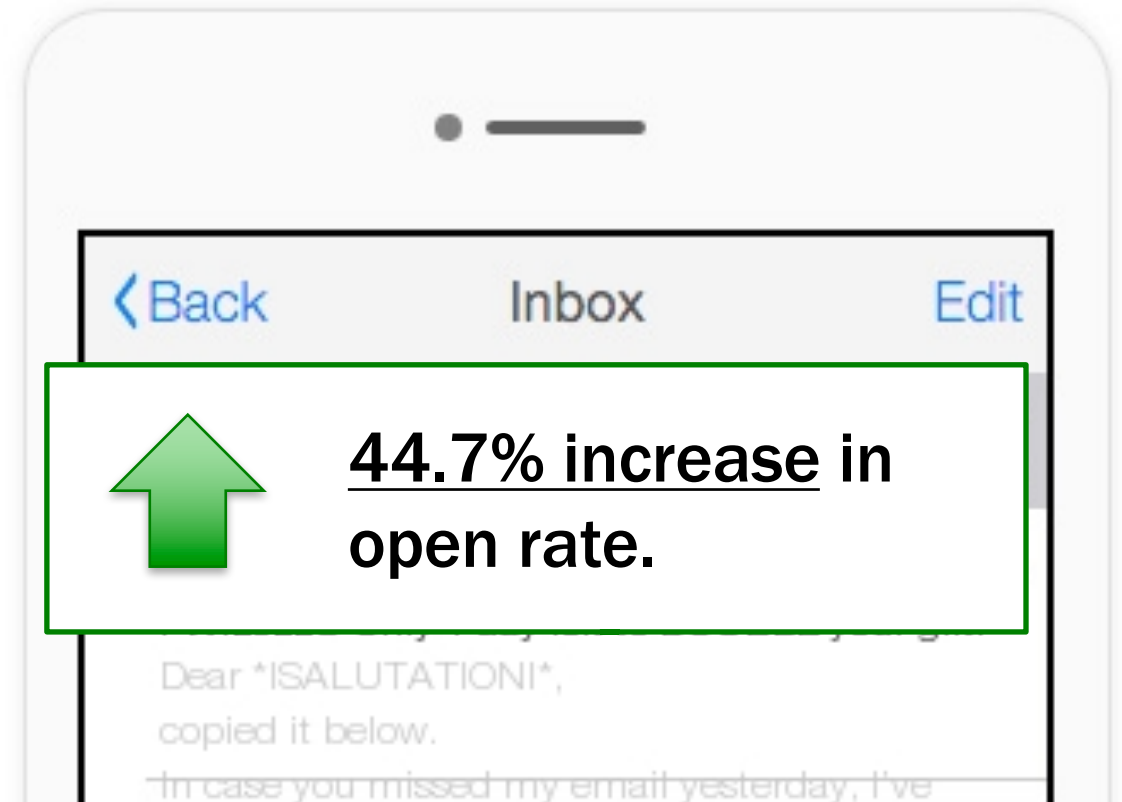 Back Inbox Edit
44.7% increase in
open rate.
Dear *ISALUTATIONI*,
copied it below.
In case you missed my email yesterday, I've